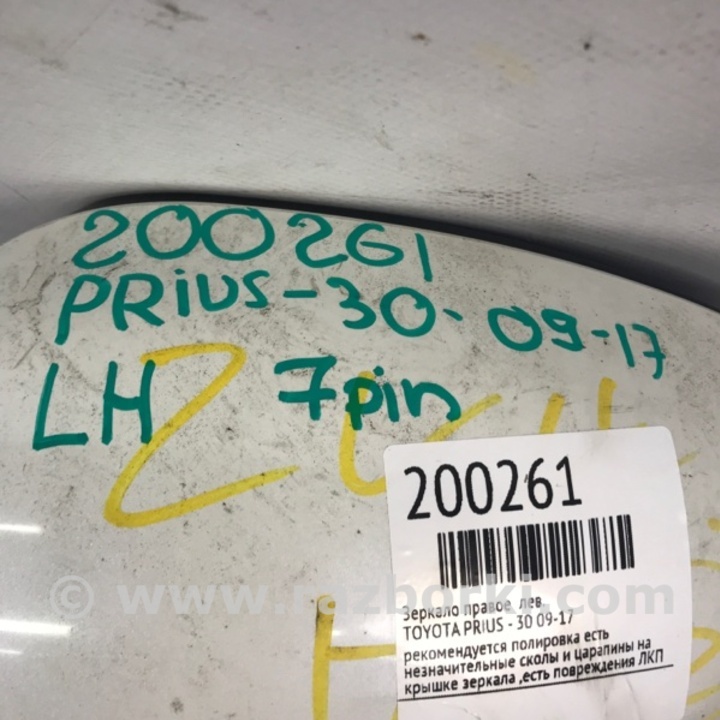 200261
PRiUS-30-09-17
LH 7pin
200261
Зеркало правое, лев
TOYOTA PRIUS - 30 09-17
рекомендуется полировка есть
незначительные сколы и царапины на
крышке зеркала ,есть повреждения ЛКП
© www.razborki.com